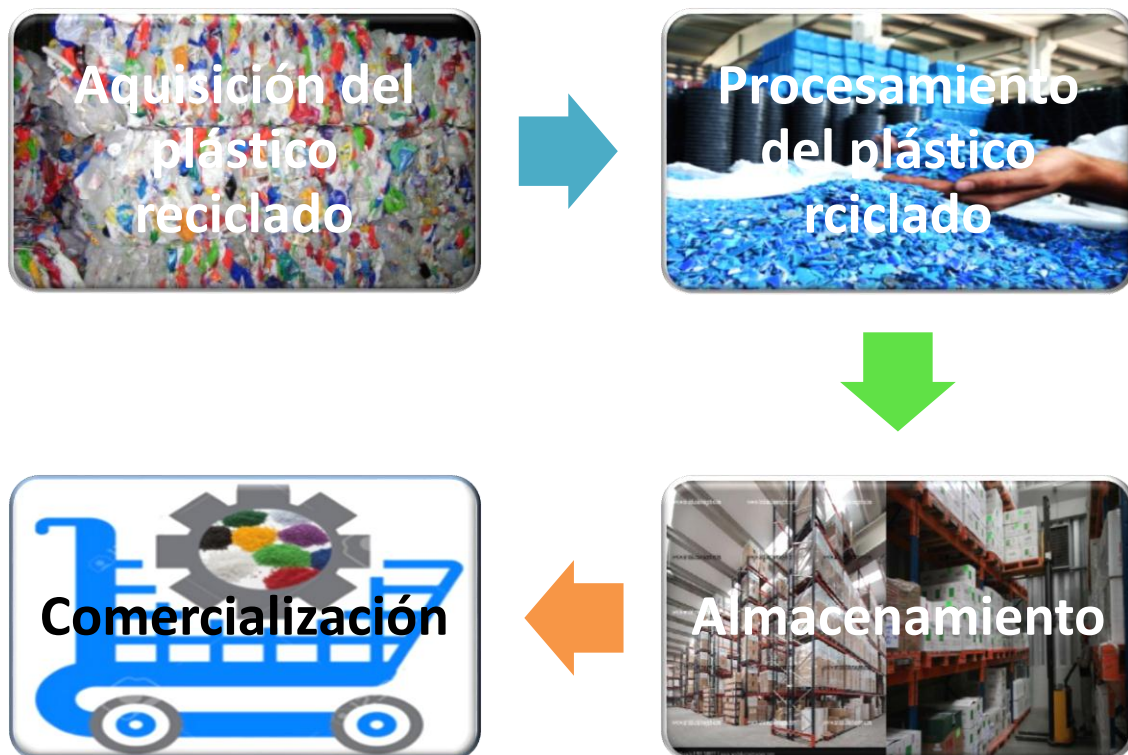 Aquisición del
plástico
reciclado
Procesamiento
del plástico
rciclado
Almacenamiento
Comercialización